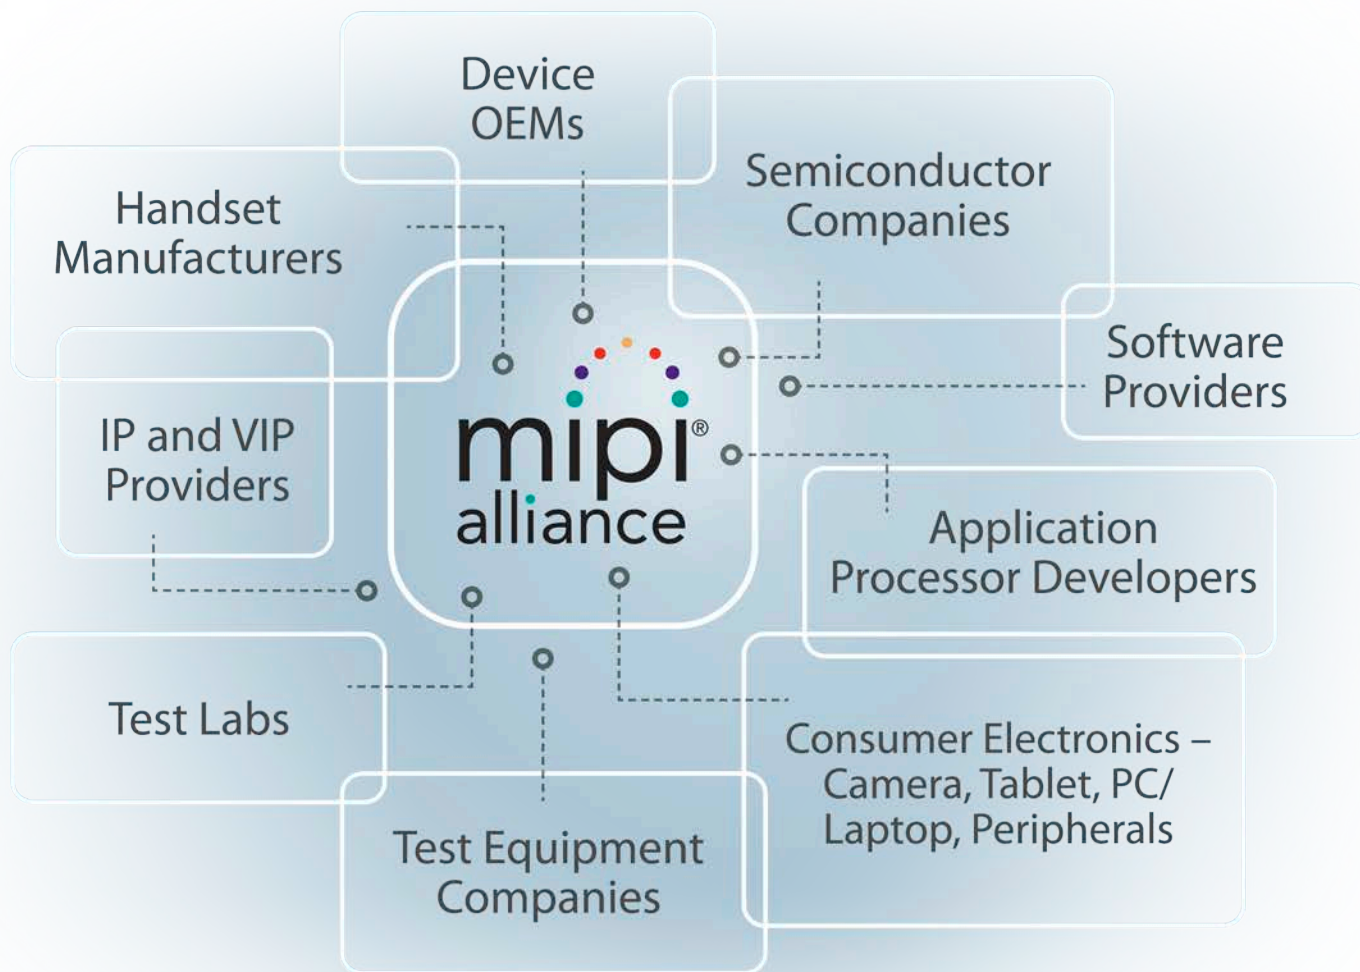 Device
OEMs
Semiconductor
Companies
Handset
Manufacturers
Software
Providers
IP and VIP
Providers
mipi®
alliance
Application
Processor Developers
Test Labs
Consumer Electronics –
Camera, Tablet, PC/
Laptop, Peripherals
Test Equipment
Companies